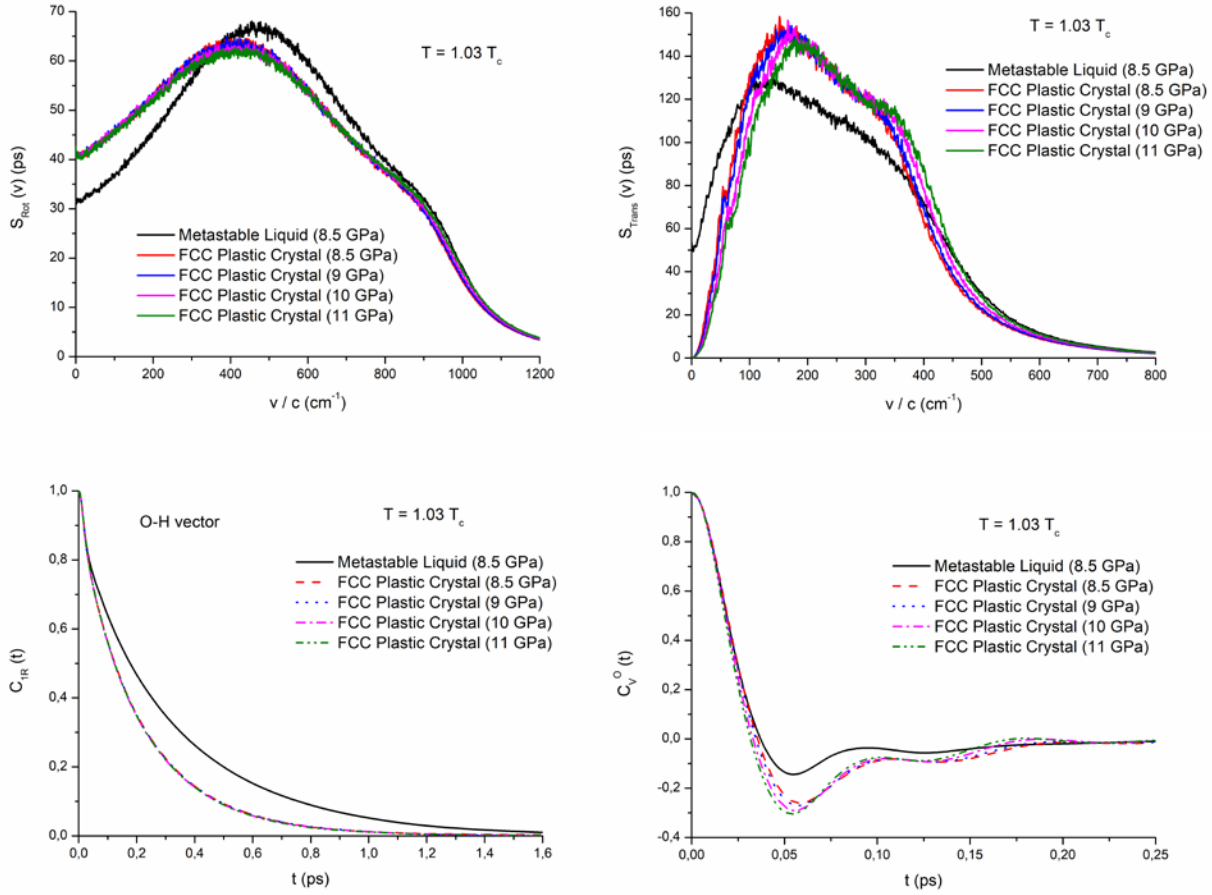 70
60
50
40
30
20
10
0
S_Rot (v) (ps)
T = 1.03 T_c
Metastable Liquid (8.5 GPa)
FCC Plastic Crystal (8.5 GPa)
FCC Plastic Crystal (9 GPa)
FCC Plastic Crystal (10 GPa)
FCC Plastic Crystal (11 GPa)
0 200 400 600 800 1000 1200
v / c (cm⁻¹)
160
140
120
100
80
60
40
20
0
S_Trans (v) (ps)
T = 1.03 T_c
Metastable Liquid (8.5 GPa)
FCC Plastic Crystal (8.5 GPa)
FCC Plastic Crystal (9 GPa)
FCC Plastic Crystal (10 GPa)
FCC Plastic Crystal (11 GPa)
0 100 200 300 400 500 600 700 800
v / c (cm⁻¹)
1,0
0,8
0,6
0,4
0,2
0,0
C_1R (t)
O-H vector
T = 1.03 T_c
Metastable Liquid (8.5 GPa)
FCC Plastic Crystal (8.5 GPa)
FCC Plastic Crystal (9 GPa)
FCC Plastic Crystal (10 GPa)
FCC Plastic Crystal (11 GPa)
0,0 0,2 0,4 0,6 0,8 1,0 1,2 1,4 1,6
t (ps)
1,0
0,8
0,6
0,4
0,2
0,0
-0,2
-0,4
C_V^O (t)
T = 1.03 T_c
Metastable Liquid (8.5 GPa)
FCC Plastic Crystal (8.5 GPa)
FCC Plastic Crystal (9 GPa)
FCC Plastic Crystal (10 GPa)
FCC Plastic Crystal (11 GPa)
0,00 0,05 0,10 0,15 0,20 0,25
t (ps)